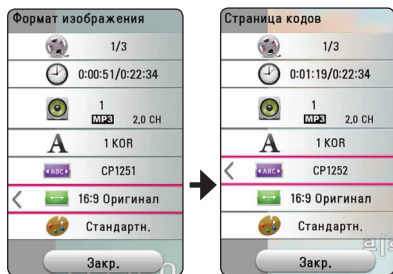 Формат изображения
1/3
0:00:51/0:22:34
1
MP3 2,0 CH
A 1 KOR
ABC CP1251
16:9 Оригинал
Стандартн.
Закр.
Страница кодов
1/3
0:01:19/0:22:34
1
MP3 2,0 CH
A 1 KOR
ABC CP1252
16:9 Оригинал
Стандартн.
Закр.